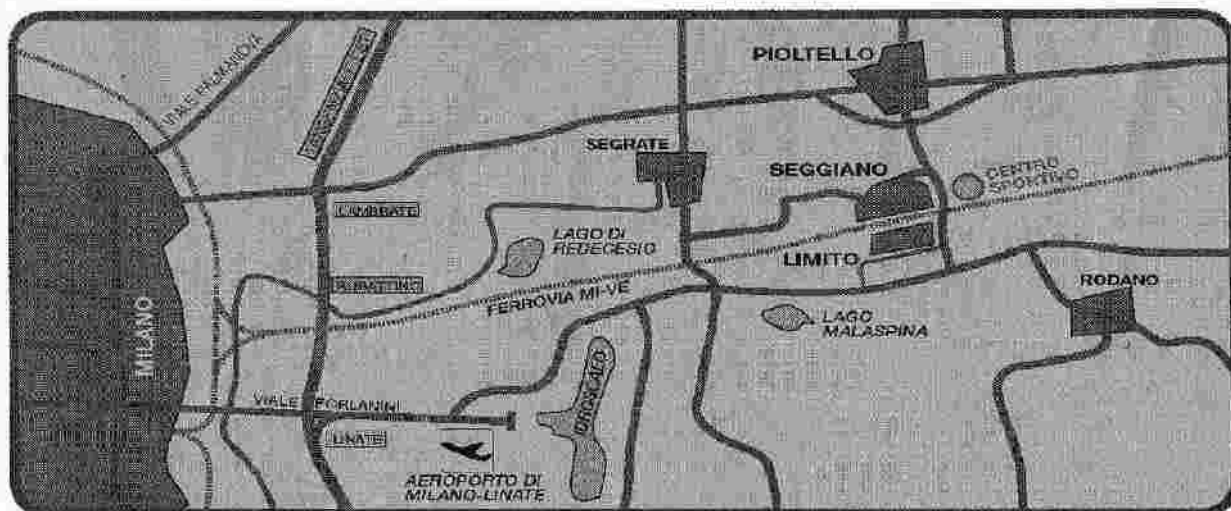 VIALE PALMANOVA
PIOLTELLO
SEGRATE
SEGGIANO
CENTRO
SPORTIVO
LAMBRATE
LAGO DI
REDECESIO
LIMITO
RUBATTINO
FERROVIA MI-VE
RODANO
MILANO
LAGO
MALASPINA
IDROSCALO
VIALE FORLANINI
LINATE
AEROPORTO DI
MILANO-LINATE